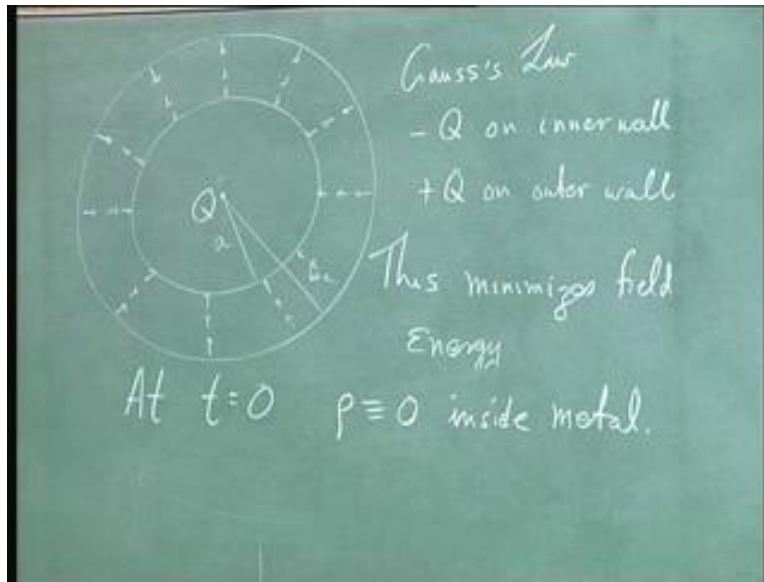 Gauss's Law
- Q on inner wall
+Q on outer wall
Q
a
This minimizes field
Energy
At t=0 ρ≡0 inside metal.